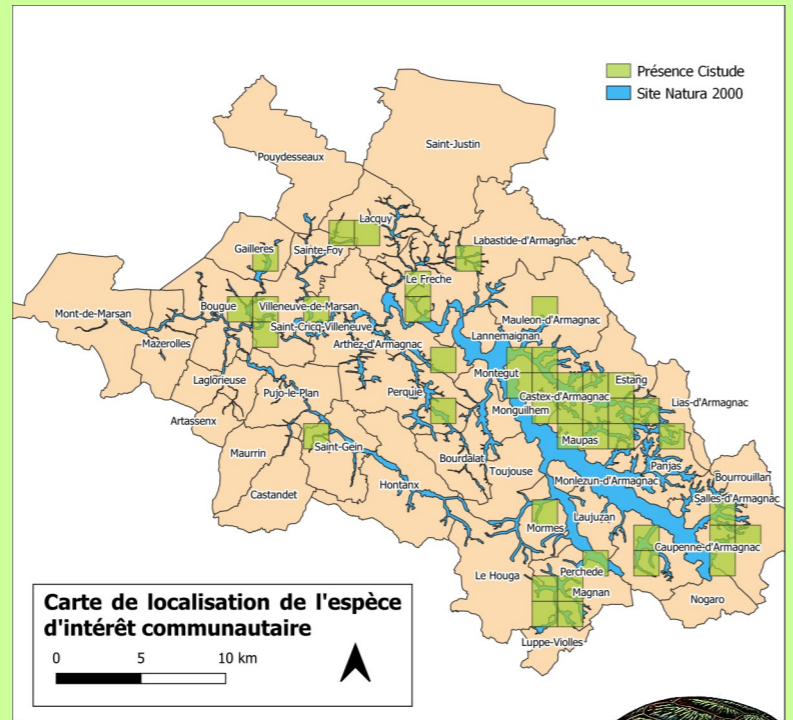 Présence Cistude
Site Natura 2000
Saint-Justin
Pouydesseaux
Lacquy
Labastide-d'Armagnac
Gailleres
Sainte-Foy
Le Freche
Mont-de-Marsan
Bougue
Villeneuve-de-Marsan
Mauleon-d'Armagnac
Saint-Cricq-Villeneuve
Lannemaignan
Mazerolles
Arthez-d'Armagnac
Montegut
Laglorieuse
Estang
Pujo-le-Plan
Perquie
Castex-d'Armagnac
Lias-d'Armagnac
Monguilhem
Artassenx
Maupas
Saint-Gein
Maurrin
Bourdalat
Panjas
Toujouse
Bourrouillan
Monlezun-d'Armagnac
Hontanx
Castandet
Salles-d'Armagnac
Laujuzan
Mormes
Caupenne-d'Armagnac
Le Houga
Perchede
Magnan
Nogaro
Luppe-Violles
Carte de localisation de l'espèce
d'intérêt communautaire
0 5 10 km